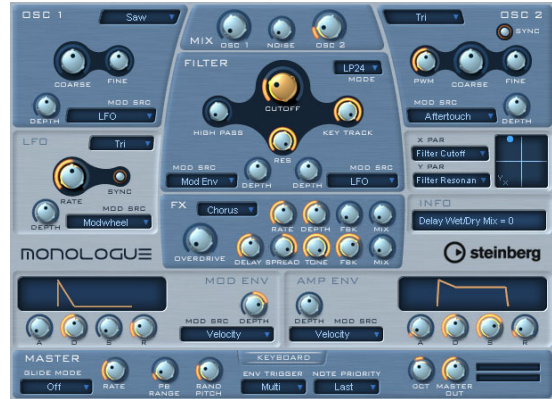 OSC 1
Saw
COARSE
FINE
DEPTH
MOD SRC
LFO
MIX
OSC 1
NOISE
OSC 2
FILTER
LP24
MODE
CUTOFF
HIGH PASS
KEY TRACK
RES
MOD SRC
Mod Env
DEPTH
DEPTH
MOD SRC
LFO
Tri
OSC 2
SYNC
PWM
COARSE
FINE
DEPTH
MOD SRC
Aftertouch
LFO
Tri
RATE
SYNC
DEPTH
MOD SRC
Modwheel
X PAR
Filter Cutoff
Y PAR
Filter Resonan
Y
X
INFO
Delay Wet/Dry Mix = 0
FX
Chorus
OVERDRIVE
RATE
DEPTH
FBK
MIX
DELAY
SPREAD
TONE
FBK
MIX
MONOLOGUE
steinberg
MOD ENV
A
D
S
R
MOD SRC
DEPTH
Velocity
AMP ENV
DEPTH
MOD SRC
Velocity
A
D
S
R
MASTER
KEYBOARD
GLIDE MODE
Off
RATE
PB RANGE
RAND PITCH
ENV TRIGGER
Multi
NOTE PRIORITY
Last
OCT
MASTER OUT